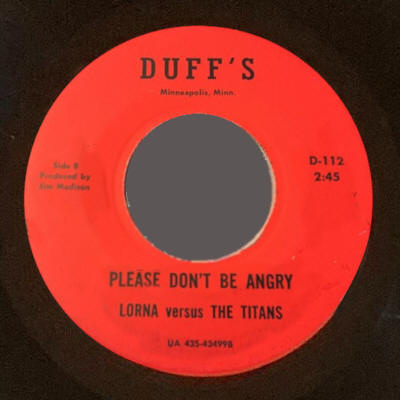 DUFF'S
Minneapolis, Minn.
Side B
Produced by
Jim Madison
D-112
2:45
PLEASE DON'T BE ANGRY
LORNA versus THE TITANS
UA 435-434998